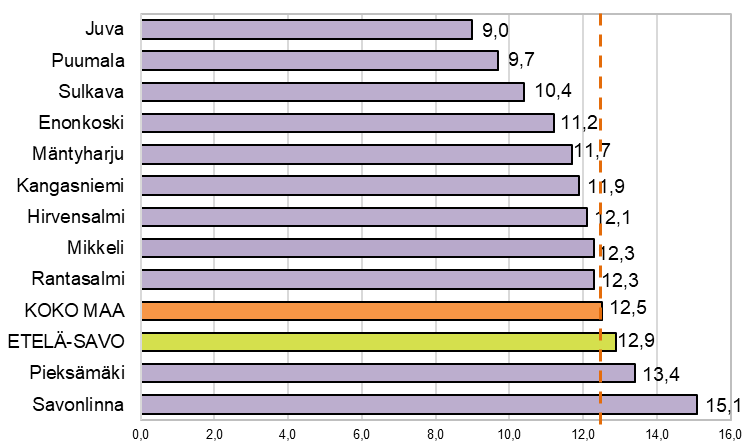 Juva 9,0
Puumala 9,7
Sulkava 10,4
Enonkoski 11,2
Mäntyharju 11,7
Kangasniemi 11,9
Hirvensalmi 12,1
Mikkeli 12,3
Rantasalmi 12,3
KOKO MAA 12,5
ETELÄ-SAVO 12,9
Pieksämäki 13,4
Savonlinna 15,1
0,0 2,0 4,0 6,0 8,0 10,0 12,0 14,0 16,0